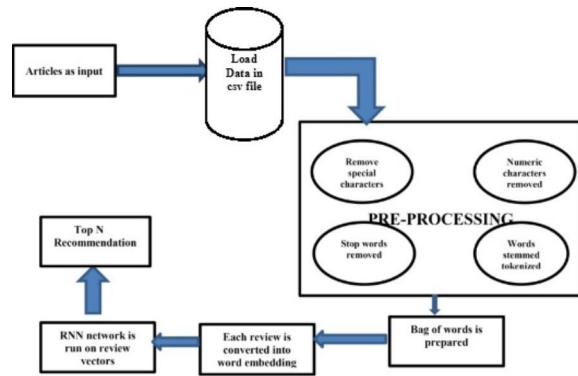 Articles as input
Load
Data in
csv file
Remove
special
characters
Numeric
characters
removed
PRE-PROCESSING
Stop words
removed
Words
stemmed
tokenized
Bag of words is
prepared
Each review is
converted into
word embedding
RNN network is
run on review
vectors
Top N
Recommendation